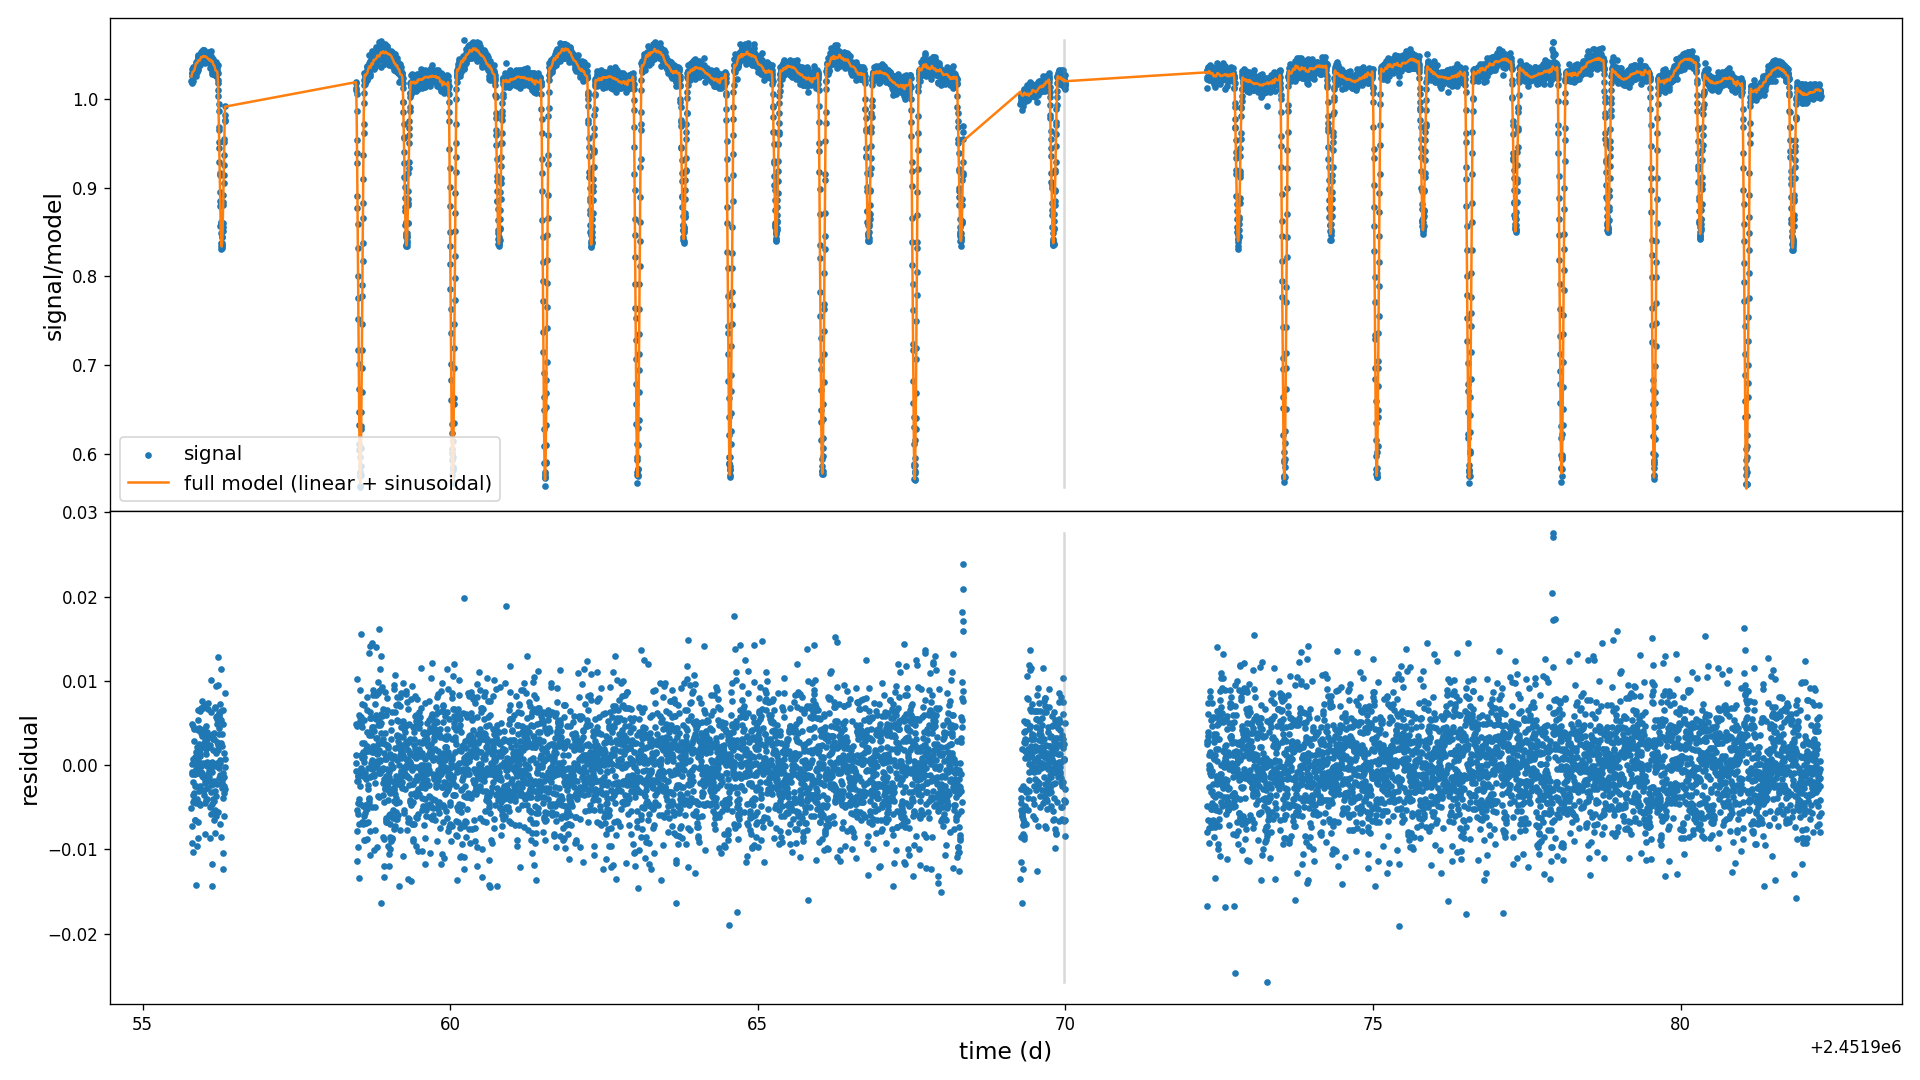 1.0
0.9
0.8
0.7
0.6
signal/model
signal
full model (linear + sinusoidal)
0.03
0.02
0.01
0.00
−0.01
−0.02
residual
55
60
65
70
75
80
time (d)
+2.4519e6